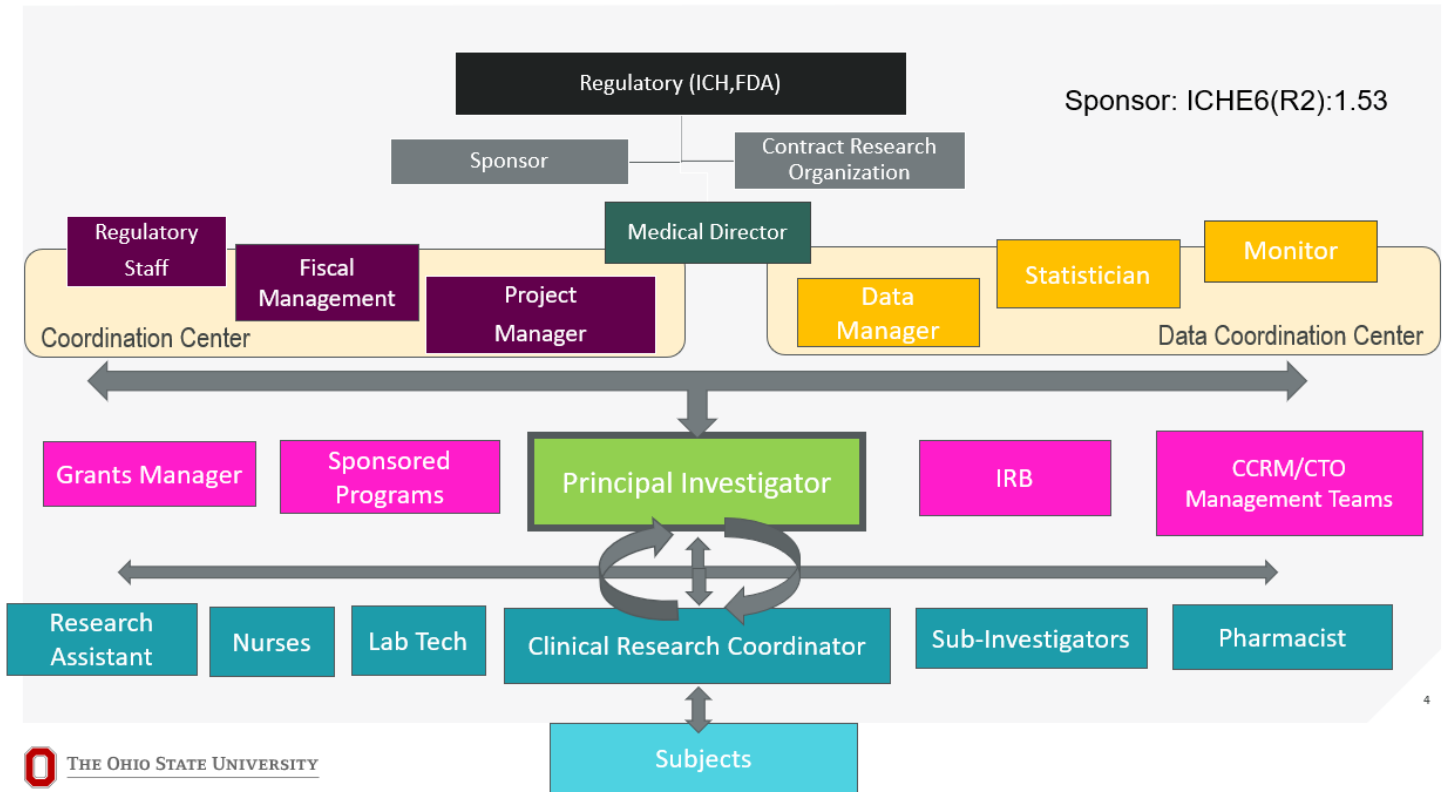 Regulatory (ICH,FDA)
Sponsor: ICHE6(R2):1.53
Sponsor
Contract Research
Organization
Medical Director
Regulatory
Staff
Fiscal
Management
Project
Manager
Coordination Center
Data
Manager
Statistician
Monitor
Data Coordination Center
Grants Manager
Sponsored
Programs
Principal Investigator
IRB
CCRM/CTO
Management Teams
Research
Assistant
Nurses
Lab Tech
Clinical Research Coordinator
Sub-Investigators
Pharmacist
4
Subjects
THE OHIO STATE UNIVERSITY